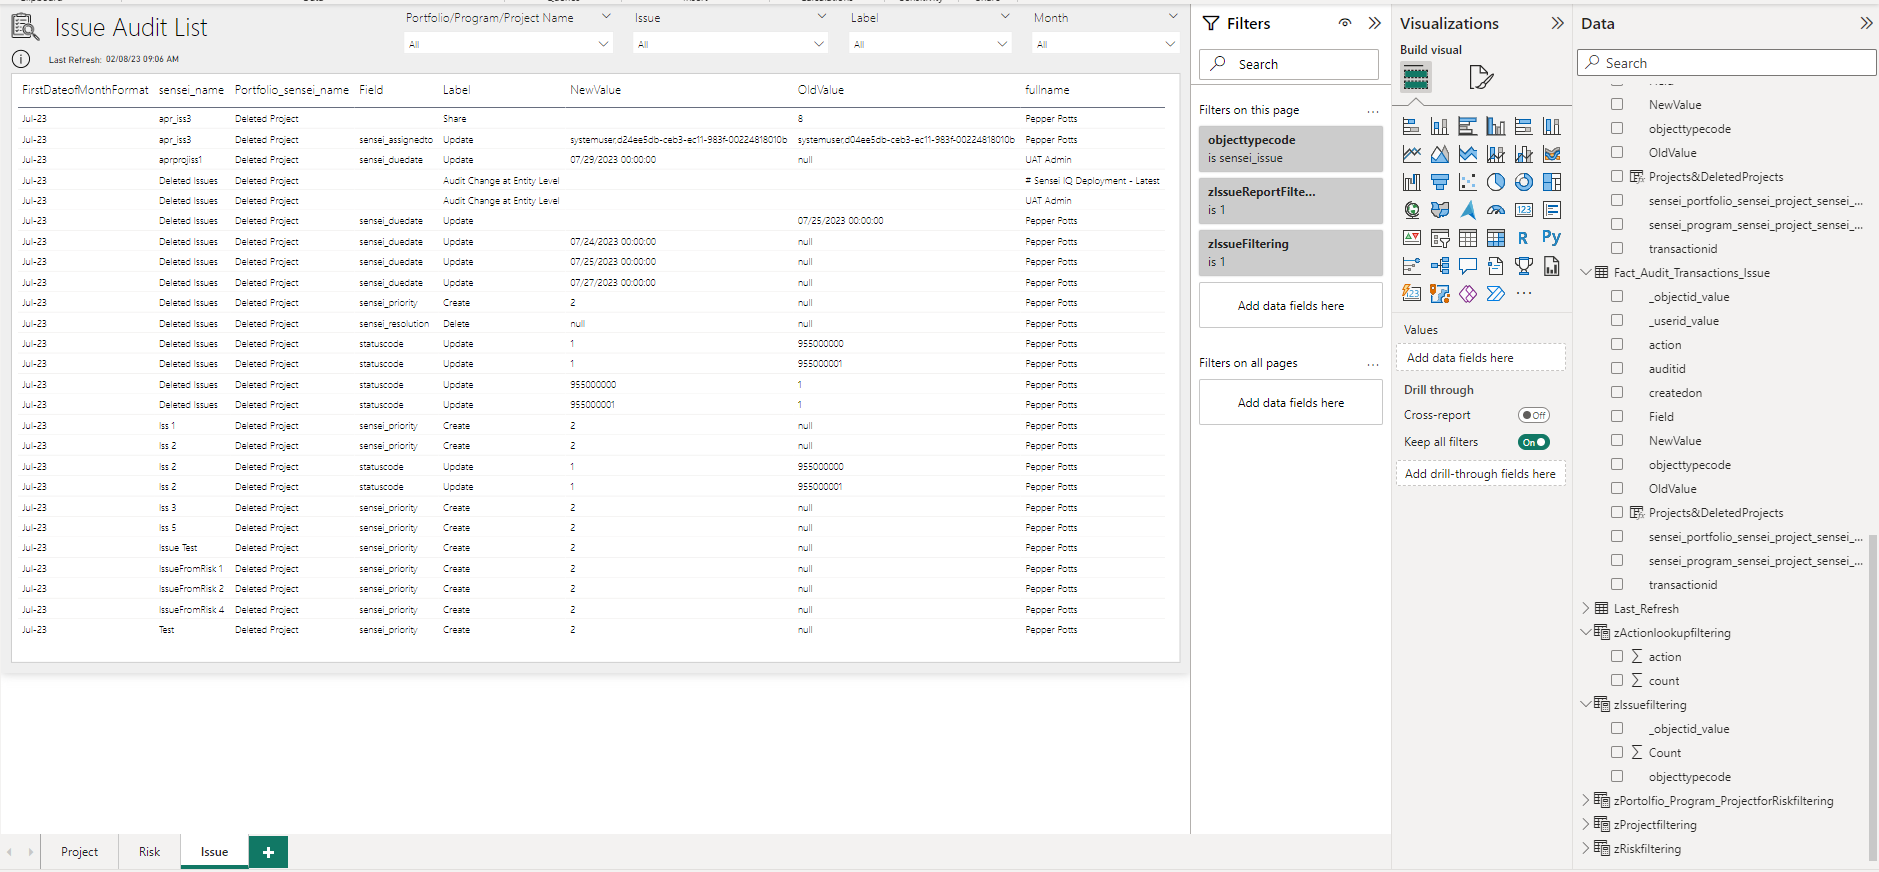 Issue Audit List
Last Refresh: 02/08/23 09:06 AM
Portfolio/Program/Project Name
All
Issue
All
Label
All
Month
All
FirstDateofMonthFormat sensei_name Portfolio_sensei_name Field Label NewValue OldValue fullname
Jul-23 apr_iss3 Deleted Project Share 8 Pepper Potts
Jul-23 apr_iss3 Deleted Project sensei_assignedto Update systemuser,d24ee5db-ceb3-ec11-983f-00224818010b systemuser,d04ee5db-ceb3-ec11-983f-00224818010b Pepper Potts
Jul-23 aprprojiss1 Deleted Project sensei_duedate Update 07/29/2023 00:00:00 null UAT Admin
Jul-23 Deleted Issues Deleted Project Audit Change at Entity Level # Sensei IQ Deployment - Latest
Jul-23 Deleted Issues Deleted Project Audit Change at Entity Level UAT Admin
Jul-23 Deleted Issues Deleted Project sensei_duedate Update 07/25/2023 00:00:00 Pepper Potts
Jul-23 Deleted Issues Deleted Project sensei_duedate Update 07/24/2023 00:00:00 null Pepper Potts
Jul-23 Deleted Issues Deleted Project sensei_duedate Update 07/25/2023 00:00:00 null Pepper Potts
Jul-23 Deleted Issues Deleted Project sensei_duedate Update 07/27/2023 00:00:00 null Pepper Potts
Jul-23 Deleted Issues Deleted Project sensei_priority Create 2 null Pepper Potts
Jul-23 Deleted Issues Deleted Project sensei_resolution Delete null null Pepper Potts
Jul-23 Deleted Issues Deleted Project statuscode Update 1 955000000 Pepper Potts
Jul-23 Deleted Issues Deleted Project statuscode Update 1 955000001 Pepper Potts
Jul-23 Deleted Issues Deleted Project statuscode Update 955000000 1 Pepper Potts
Jul-23 Deleted Issues Deleted Project statuscode Update 955000001 1 Pepper Potts
Jul-23 Iss 1 Deleted Project sensei_priority Create 2 null Pepper Potts
Jul-23 Iss 2 Deleted Project sensei_priority Create 2 null Pepper Potts
Jul-23 Iss 2 Deleted Project statuscode Update 1 955000000 Pepper Potts
Jul-23 Iss 2 Deleted Project statuscode Update 1 955000001 Pepper Potts
Jul-23 Iss 3 Deleted Project sensei_priority Create 2 null Pepper Potts
Jul-23 Iss 5 Deleted Project sensei_priority Create 2 null Pepper Potts
Jul-23 Issue Test Deleted Project sensei_priority Create 2 null Pepper Potts
Jul-23 IssueFromRisk 1 Deleted Project sensei_priority Create 2 null Pepper Potts
Jul-23 IssueFromRisk 2 Deleted Project sensei_priority Create 2 null Pepper Potts
Jul-23 IssueFromRisk 4 Deleted Project sensei_priority Create 2 null Pepper Potts
Jul-23 Test Deleted Project sensei_priority Create 2 null Pepper Potts
Project Risk Issue +
Filters
Search
Filters on this page ...
objecttypecode
is sensei_issue
zIssueReportFilte...
is 1
zIssueFiltering
is 1
Add data fields here
Filters on all pages ...
Add data fields here
Visualizations
Build visual
123
R Py
123
...
Values
Add data fields here
Drill through
Cross-report Off
Keep all filters On
Add drill-through fields here
Data
Search
NewValue
objecttypecode
OldValue
Projects&DeletedProjects
sensei_portfolio_sensei_project_sensei_...
sensei_program_sensei_project_sensei_...
transactionid
Fact_Audit_Transactions_Issue
_objectid_value
_userid_value
action
auditid
createdon
Field
NewValue
objecttypecode
OldValue
Projects&DeletedProjects
sensei_portfolio_sensei_project_sensei_...
sensei_program_sensei_project_sensei_...
transactionid
Last_Refresh
zActionlookupfiltering
action
count
zIssuefiltering
_objectid_value
Count
objecttypecode
zPortolfio_Program_ProjectforRiskfiltering
zProjectfiltering
zRiskfiltering